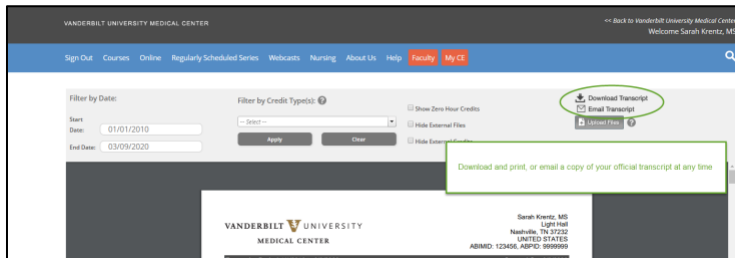 VANDERBILT UNIVERSITY MEDICAL CENTER
<< Back to Vanderbilt University Medical Center
Welcome Sarah Krentz, MS
Sign Out Courses Online Regularly Scheduled Series Webcasts Nursing About Us Help Faculty My CE
Filter by Date:
Start Date: 01/01/2010
End Date: 03/09/2020
Filter by Credit Type(s):
-- Select --
Apply Clear
Show Zero Hour Credits
Hide External Files
Hide External Credits
Download Transcript
Email Transcript
Upload Files
Download and print, or email a copy of your official transcript at any time
VANDERBILT V UNIVERSITY
MEDICAL CENTER
Sarah Krentz, MS
Light Hall
Nashville, TN 37232
UNITED STATES
ABIMID: 123456, ABPID: 9999999